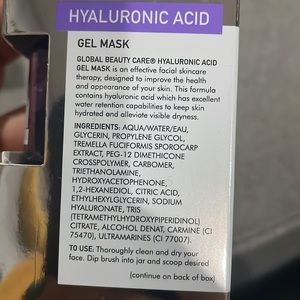 HYALURONIC ACID
GEL MASK
GLOBAL BEAUTY CARE® HYALURONIC ACID
GEL MASK is an effective facial skincare
therapy, designed to improve the health
and appearance of your skin. This formula
contains hyaluronic acid which has excellent
water retention capabilities to keep skin
hydrated and alleviate visible dryness.
INGREDIENTS: AQUA/WATER/EAU,
GLYCERIN, PROPYLENE GLYCOL,
TREMELLA FUCIFORMIS SPOROCARP
EXTRACT, PEG-12 DIMETHICONE
CROSSPOLYMER, CARBOMER,
TRIETHANOLAMINE,
HYDROXYACETOPHENONE,
1,2-HEXANEDIOL, CITRIC ACID,
ETHYLHEXYLGLYCERIN, SODIUM
HYALURONATE, TRIS
(TETRAMETHYLHYDROXYPIPERIDINOL)
CITRATE, ALCOHOL DENAT, CARMINE (CI
75470), ULTRAMARINES (CI 77007).
TO USE: Thoroughly clean and dry
face. Dip brush into jar and scoop desired
(continue on back of box)